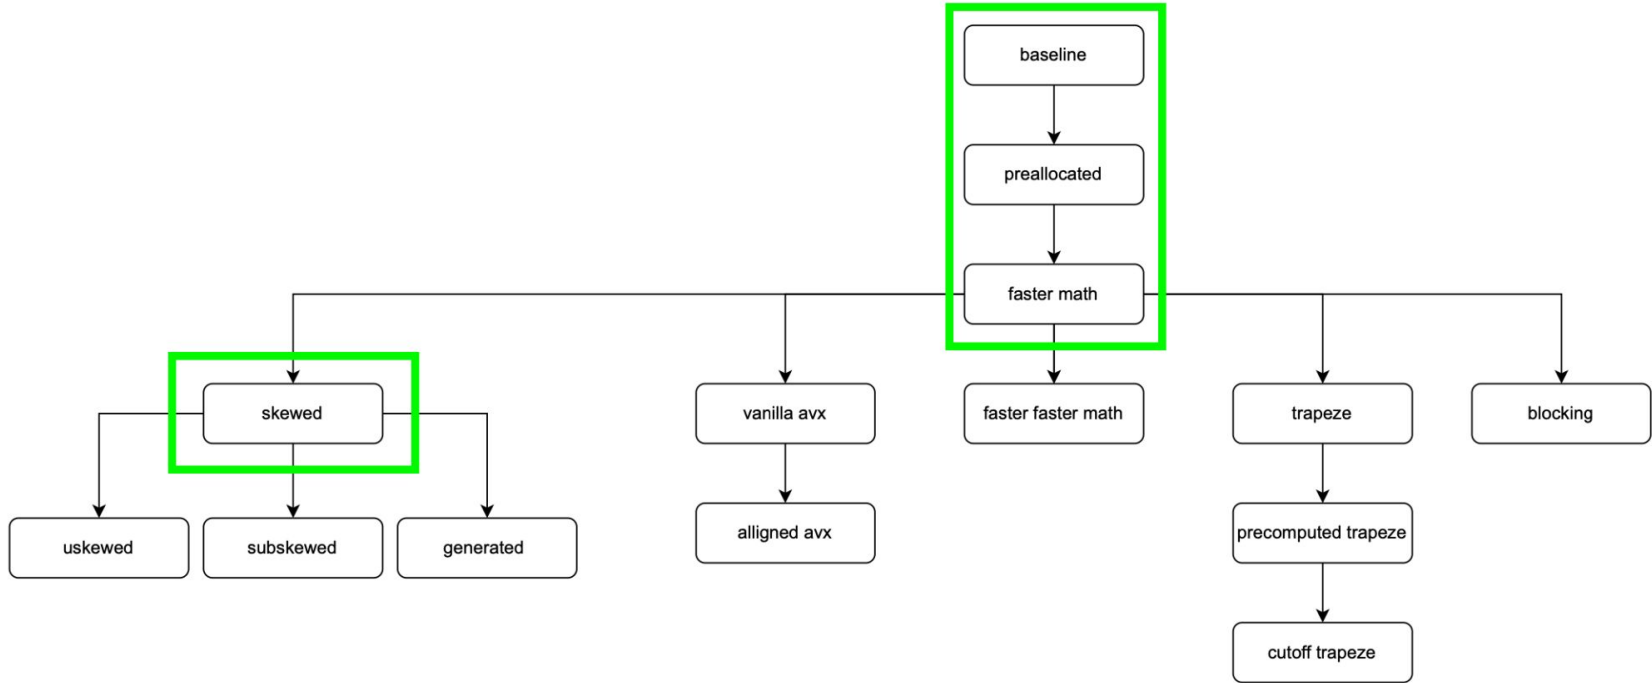 baseline
preallocated
faster math
skewed
vanilla avx
faster faster math
trapeze
blocking
uskewed
subskewed
generated
alligned avx
precomputed trapeze
cutoff trapeze